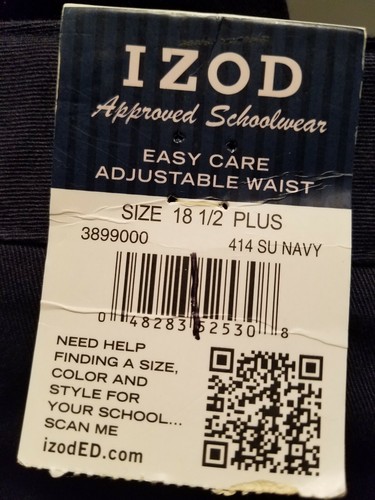 IZOD
Approved Schoolwear
EASY CARE
ADJUSTABLE WAIST
SIZE 18 1/2 PLUS
3899000 414 SU NAVY
0 48283 52530 8
NEED HELP
FINDING A SIZE,
COLOR AND
STYLE FOR
YOUR SCHOOL...
SCAN ME
izodED.com